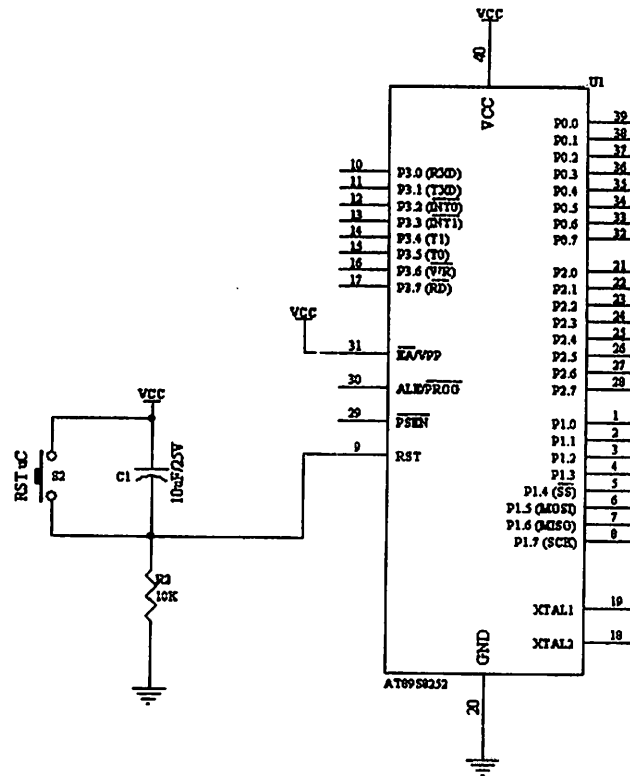 VCC
40
U1
VCC
P0.0 39
P0.1 38
P0.2 37
P0.3 36
P0.4 35
P0.5 34
P0.6 33
P0.7 32
10 P3.0 (RXD)
11 P3.1 (TXD)
12 P3.2 (INT0)
13 P3.3 (INT1)
14 P3.4 (T1)
15 P3.5 (T0)
16 P3.6 (WR)
17 P3.7 (RD)
P2.0 21
P2.1 22
P2.2 23
P2.3 24
P2.4 25
P2.5 26
P2.6 27
P2.7 28
VCC
31 EA/VPP
30 ALE/PROG
29 PSEN
9 RST
P1.0 1
P1.1 2
P1.2 3
P1.3 4
P1.4 (SS) 5
P1.5 (MOSI) 6
P1.6 (MISO) 7
P1.7 (SCK) 8
VCC
RST uC
S2
C1
10uF/25V
10K
XTAL1 19
XTAL2 18
GND
AT89S8252
20